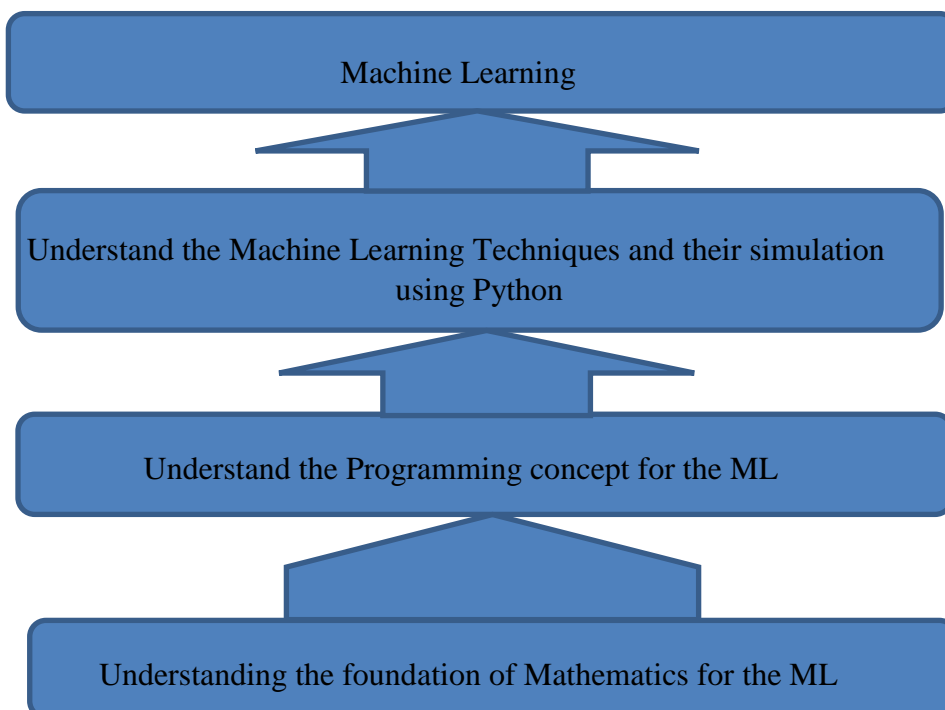 Machine Learning
Understand the Machine Learning Techniques and their simulation
using Python
Understand the Programming concept for the ML
Understanding the foundation of Mathematics for the ML